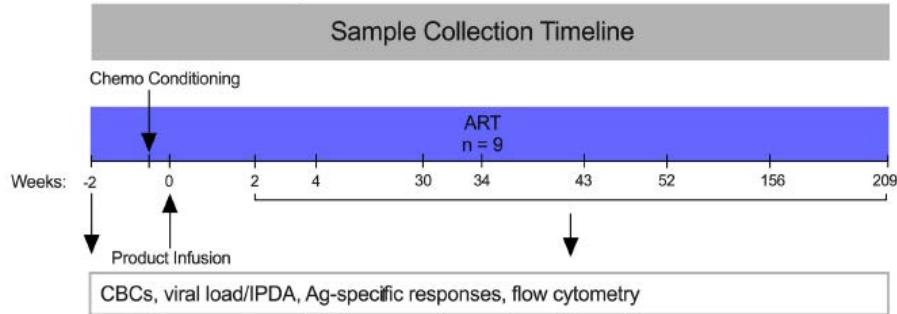 Sample Collection Timeline
Chemo Conditioning
ART
n = 9
Weeks: -2 0 2 4 30 34 43 52 156 209
Product Infusion
CBCs, viral load/IPDA, Ag-specific responses, flow cytometry